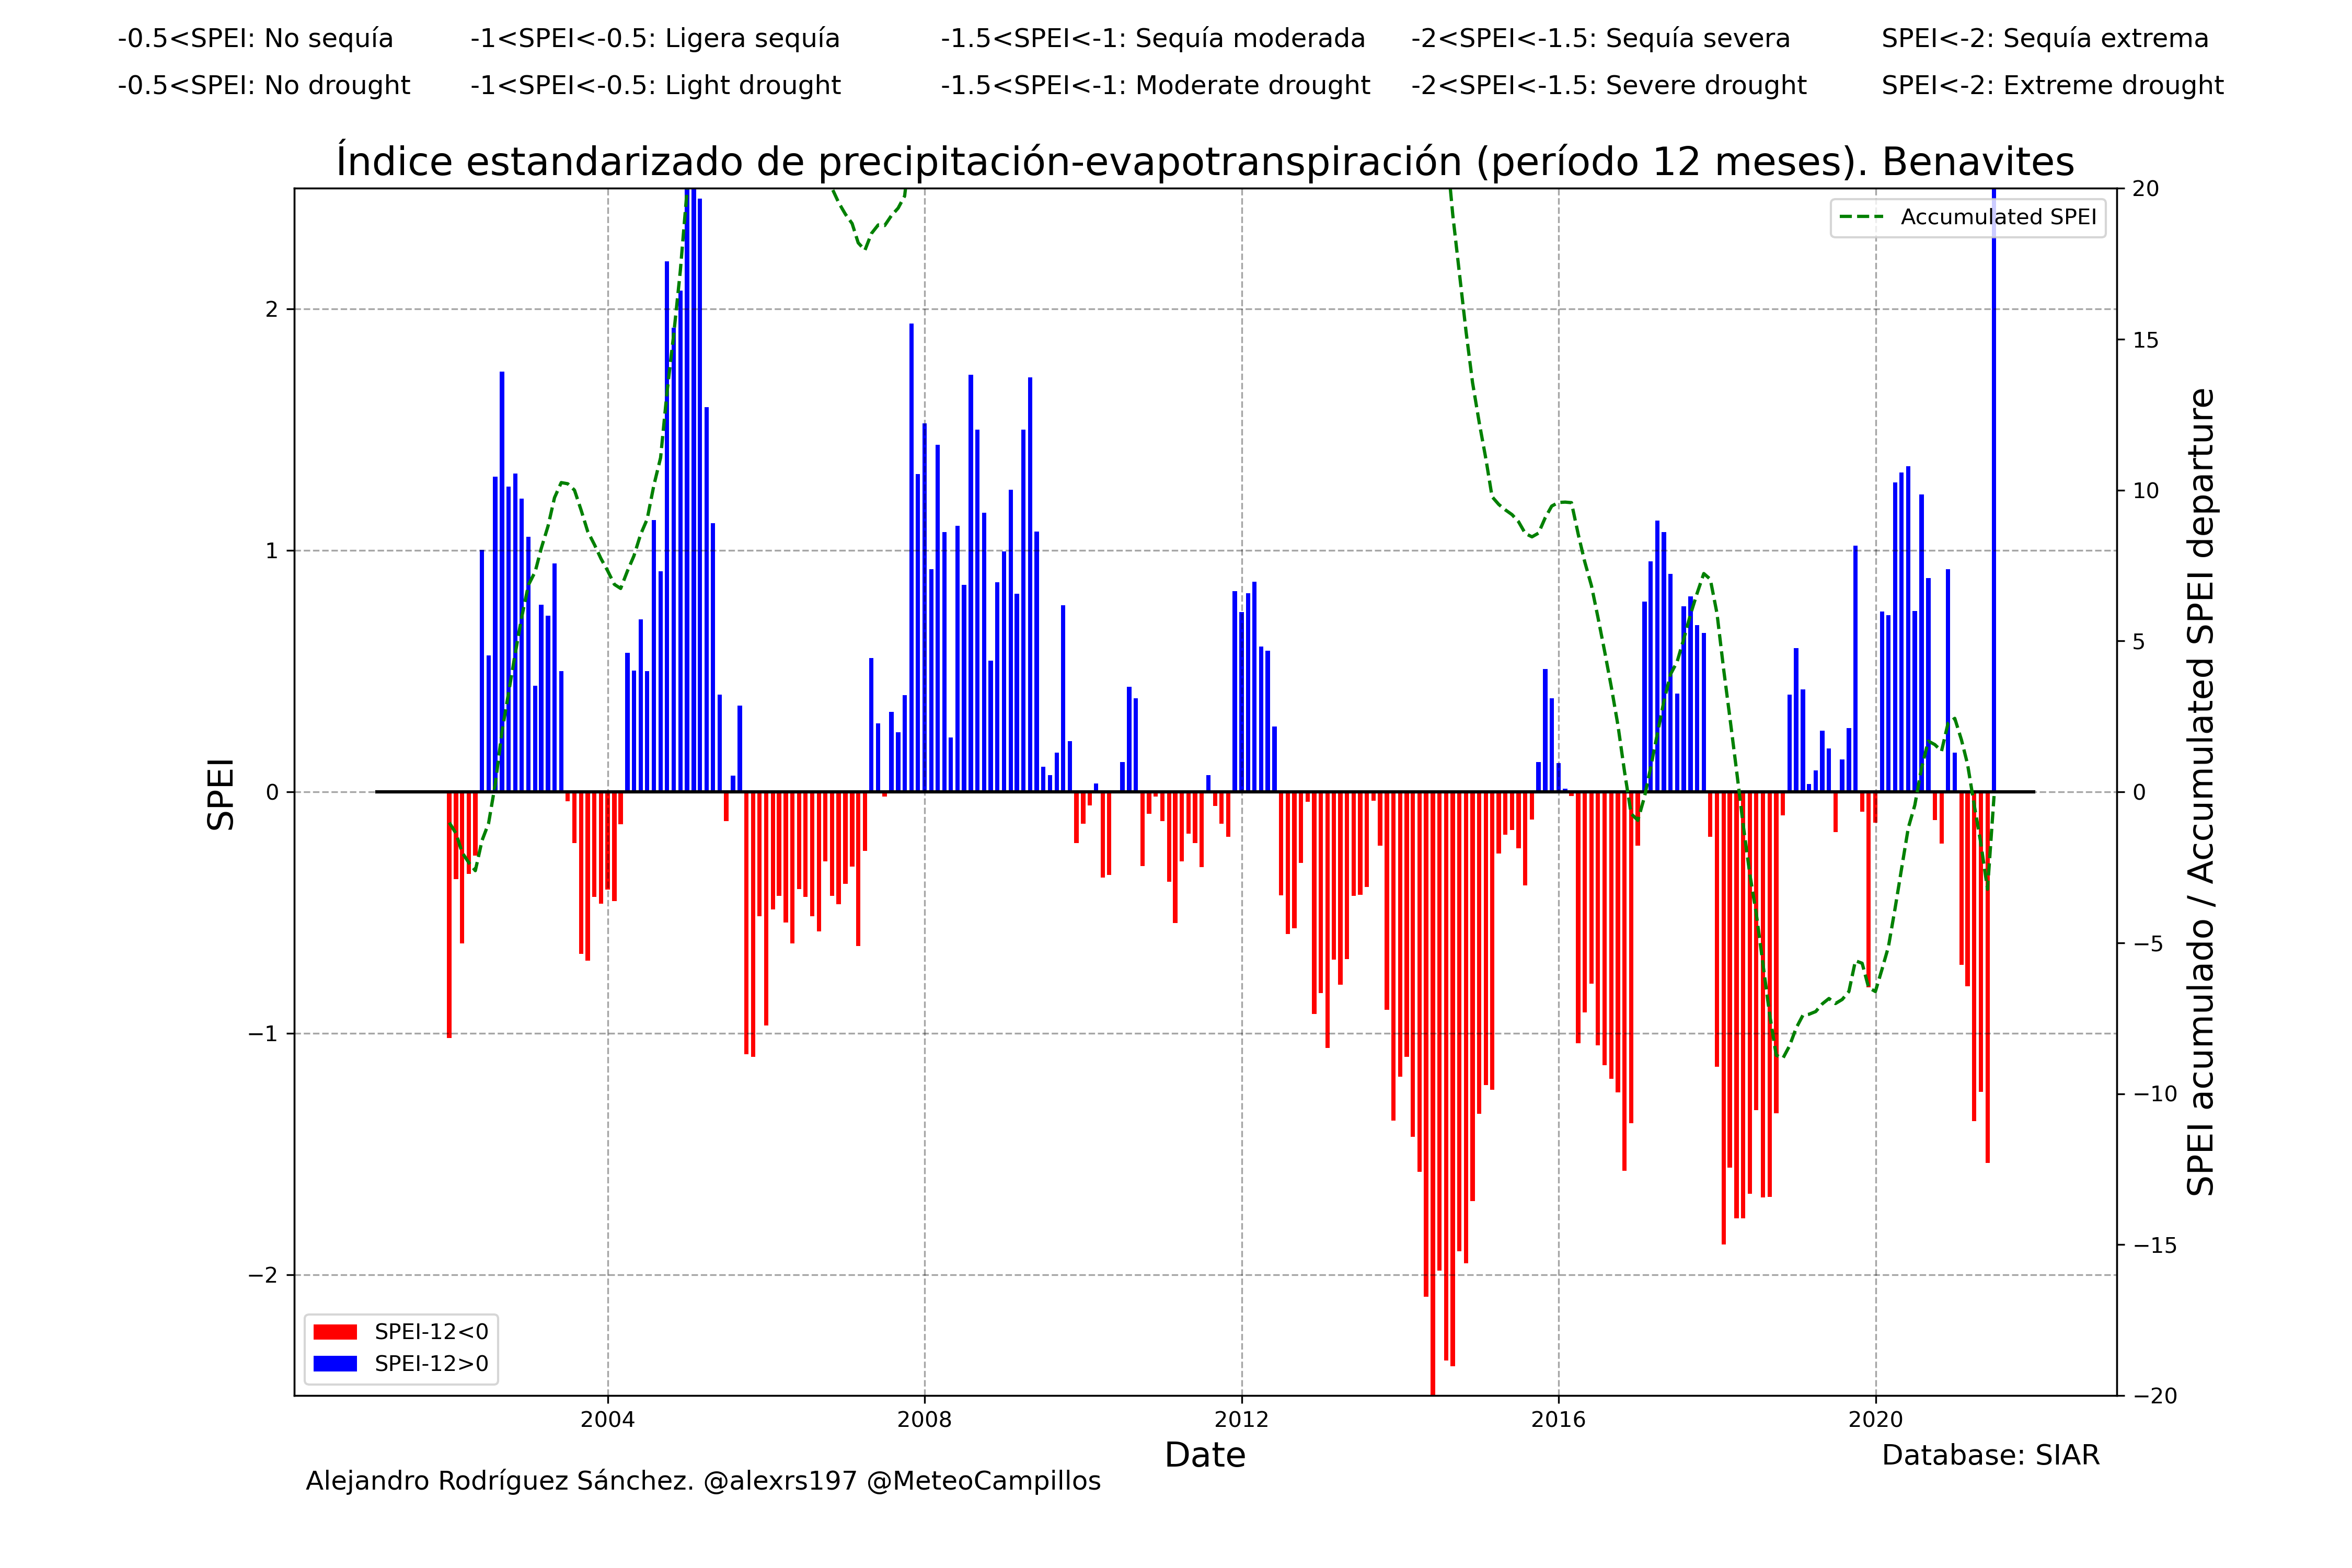 -0.5<SPEI: No sequía -1<SPEI<-0.5: Ligera sequía -1.5<SPEI<-1: Sequía moderada -2<SPEI<-1.5: Sequía severa SPEI<-2: Sequía extrema
-0.5<SPEI: No drought -1<SPEI<-0.5: Light drought -1.5<SPEI<-1: Moderate drought -2<SPEI<-1.5: Severe drought SPEI<-2: Extreme drought
Índice estandarizado de precipitación-evapotranspiración (período 12 meses). Benavites
Accumulated SPEI
SPEI
2
1
0
−1
−2
20
15
10
5
0
−5
−10
−15
−20
SPEI acumulado / Accumulated SPEI departure
SPEI-12<0
SPEI-12>0
2004 2008 2012 2016 2020
Date
Database: SIAR
Alejandro Rodríguez Sánchez. @alexrs197 @MeteoCampillos